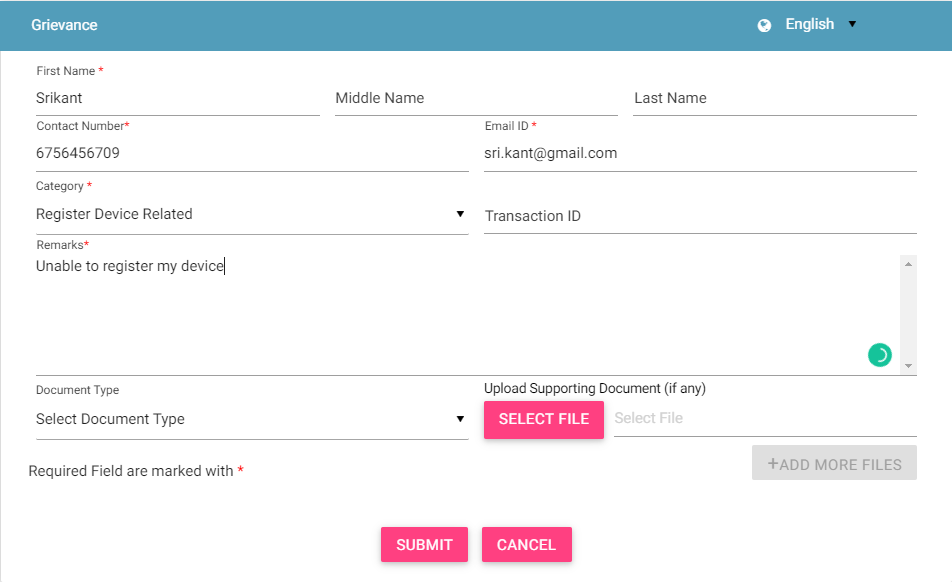 Grievance
English
First Name *
Srikant
Middle Name
Last Name
Contact Number*
Email ID *
6756456709
sri.kant@gmail.com
Category *
Register Device Related
Transaction ID
Remarks*
Unable to register my device
Document Type
Upload Supporting Document (if any)
Select Document Type
SELECT FILE
Select File
Required Field are marked with *
+ADD MORE FILES
SUBMIT
CANCEL